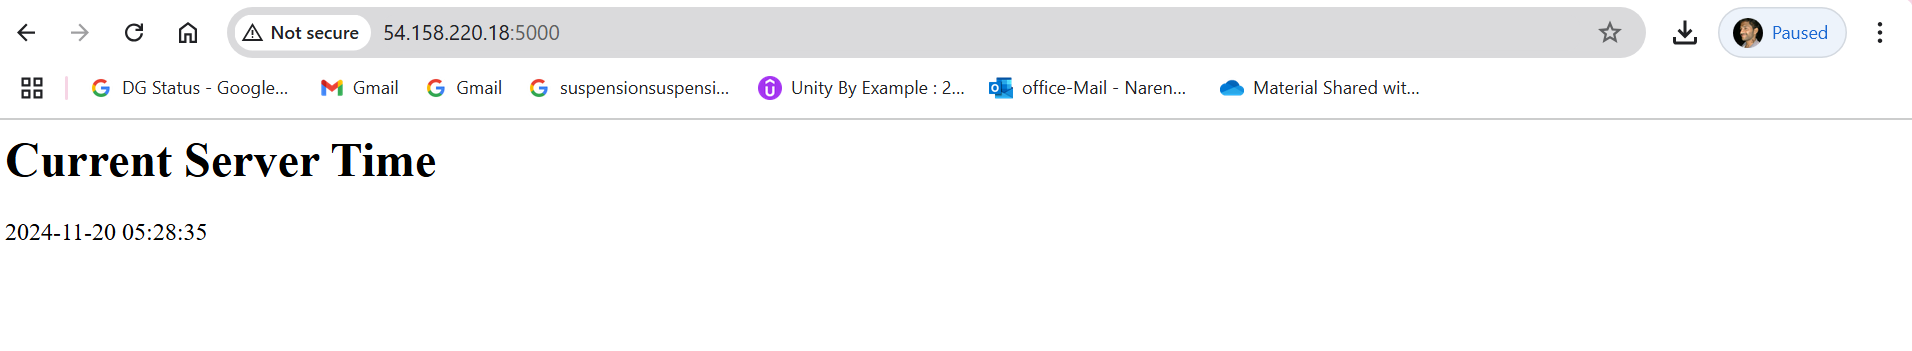 Not secure 54.158.220.18:5000 Paused
DG Status - Google... Gmail Gmail suspensionsuspensi... Unity By Example : 2... office-Mail - Naren... Material Shared wit...
Current Server Time
2024-11-20 05:28:35